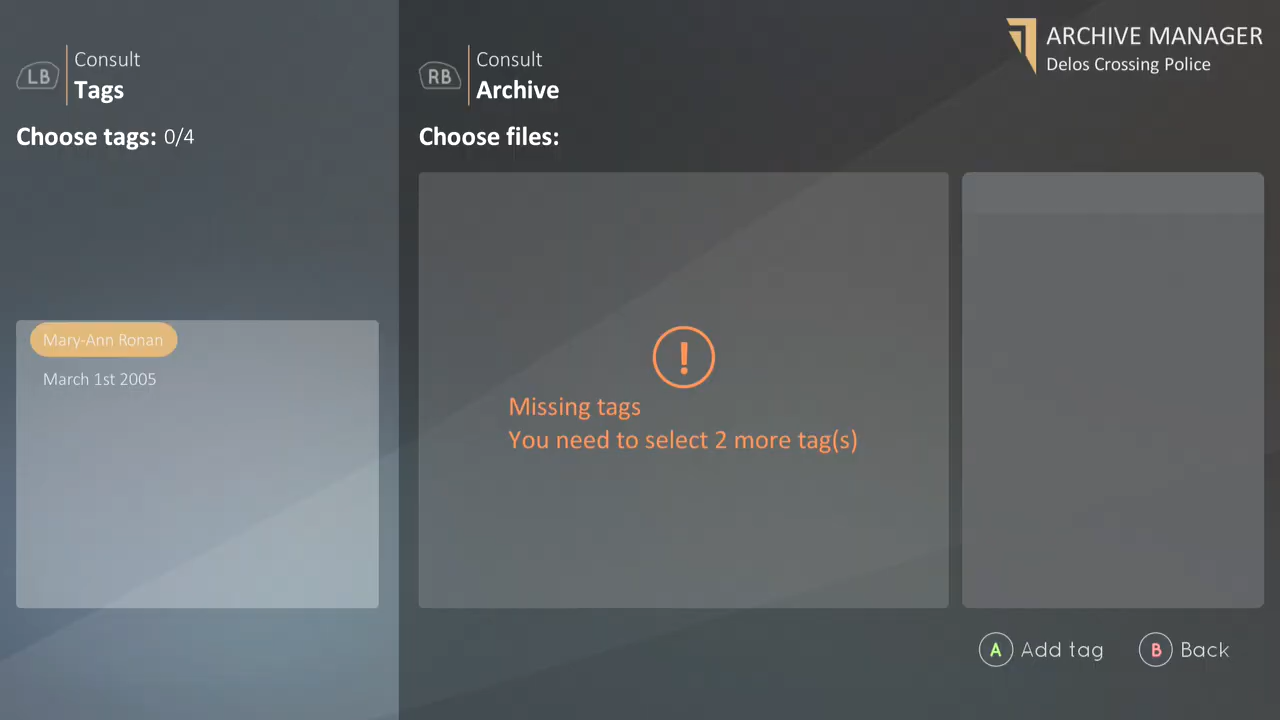 LB
Consult
Tags
Choose tags: 0/4
Mary-Ann Ronan
March 1st 2005
RB
Consult
Archive
Choose files:
!
Missing tags
You need to select 2 more tag(s)
ARCHIVE MANAGER
Delos Crossing Police
A Add tag
B Back